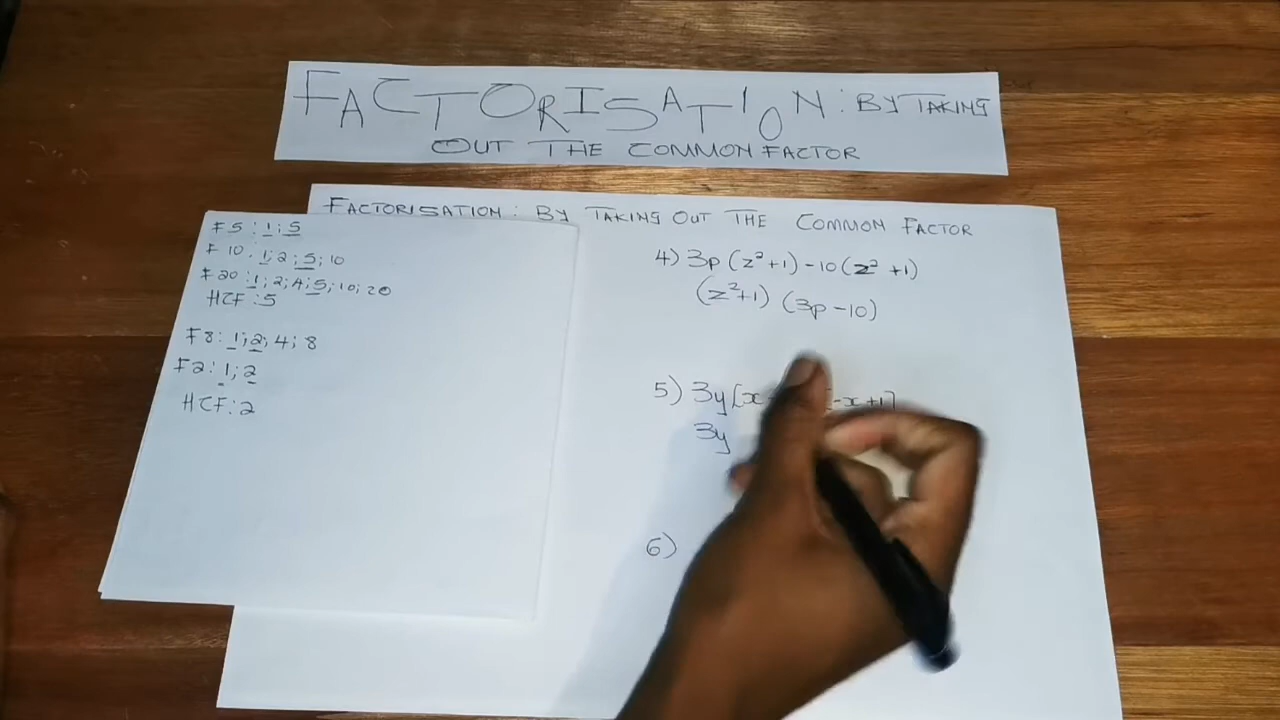 FACTORISATION: BY TAKING
OUT THE COMMON FACTOR
FACTORISATION: BY TAKING OUT THE COMMON FACTOR
F5: 1; 5
F10: 1; 2; 5; 10
F20: 1; 2; 4; 5; 10; 20
HCF: 5
F8: 1; 2; 4; 8
F2: 1; 2
HCF: 2
4) 3p(z²+1)-10(z²+1)
(z²+1)(3p-10)
5) 3y[x -x+1]
3y
6)